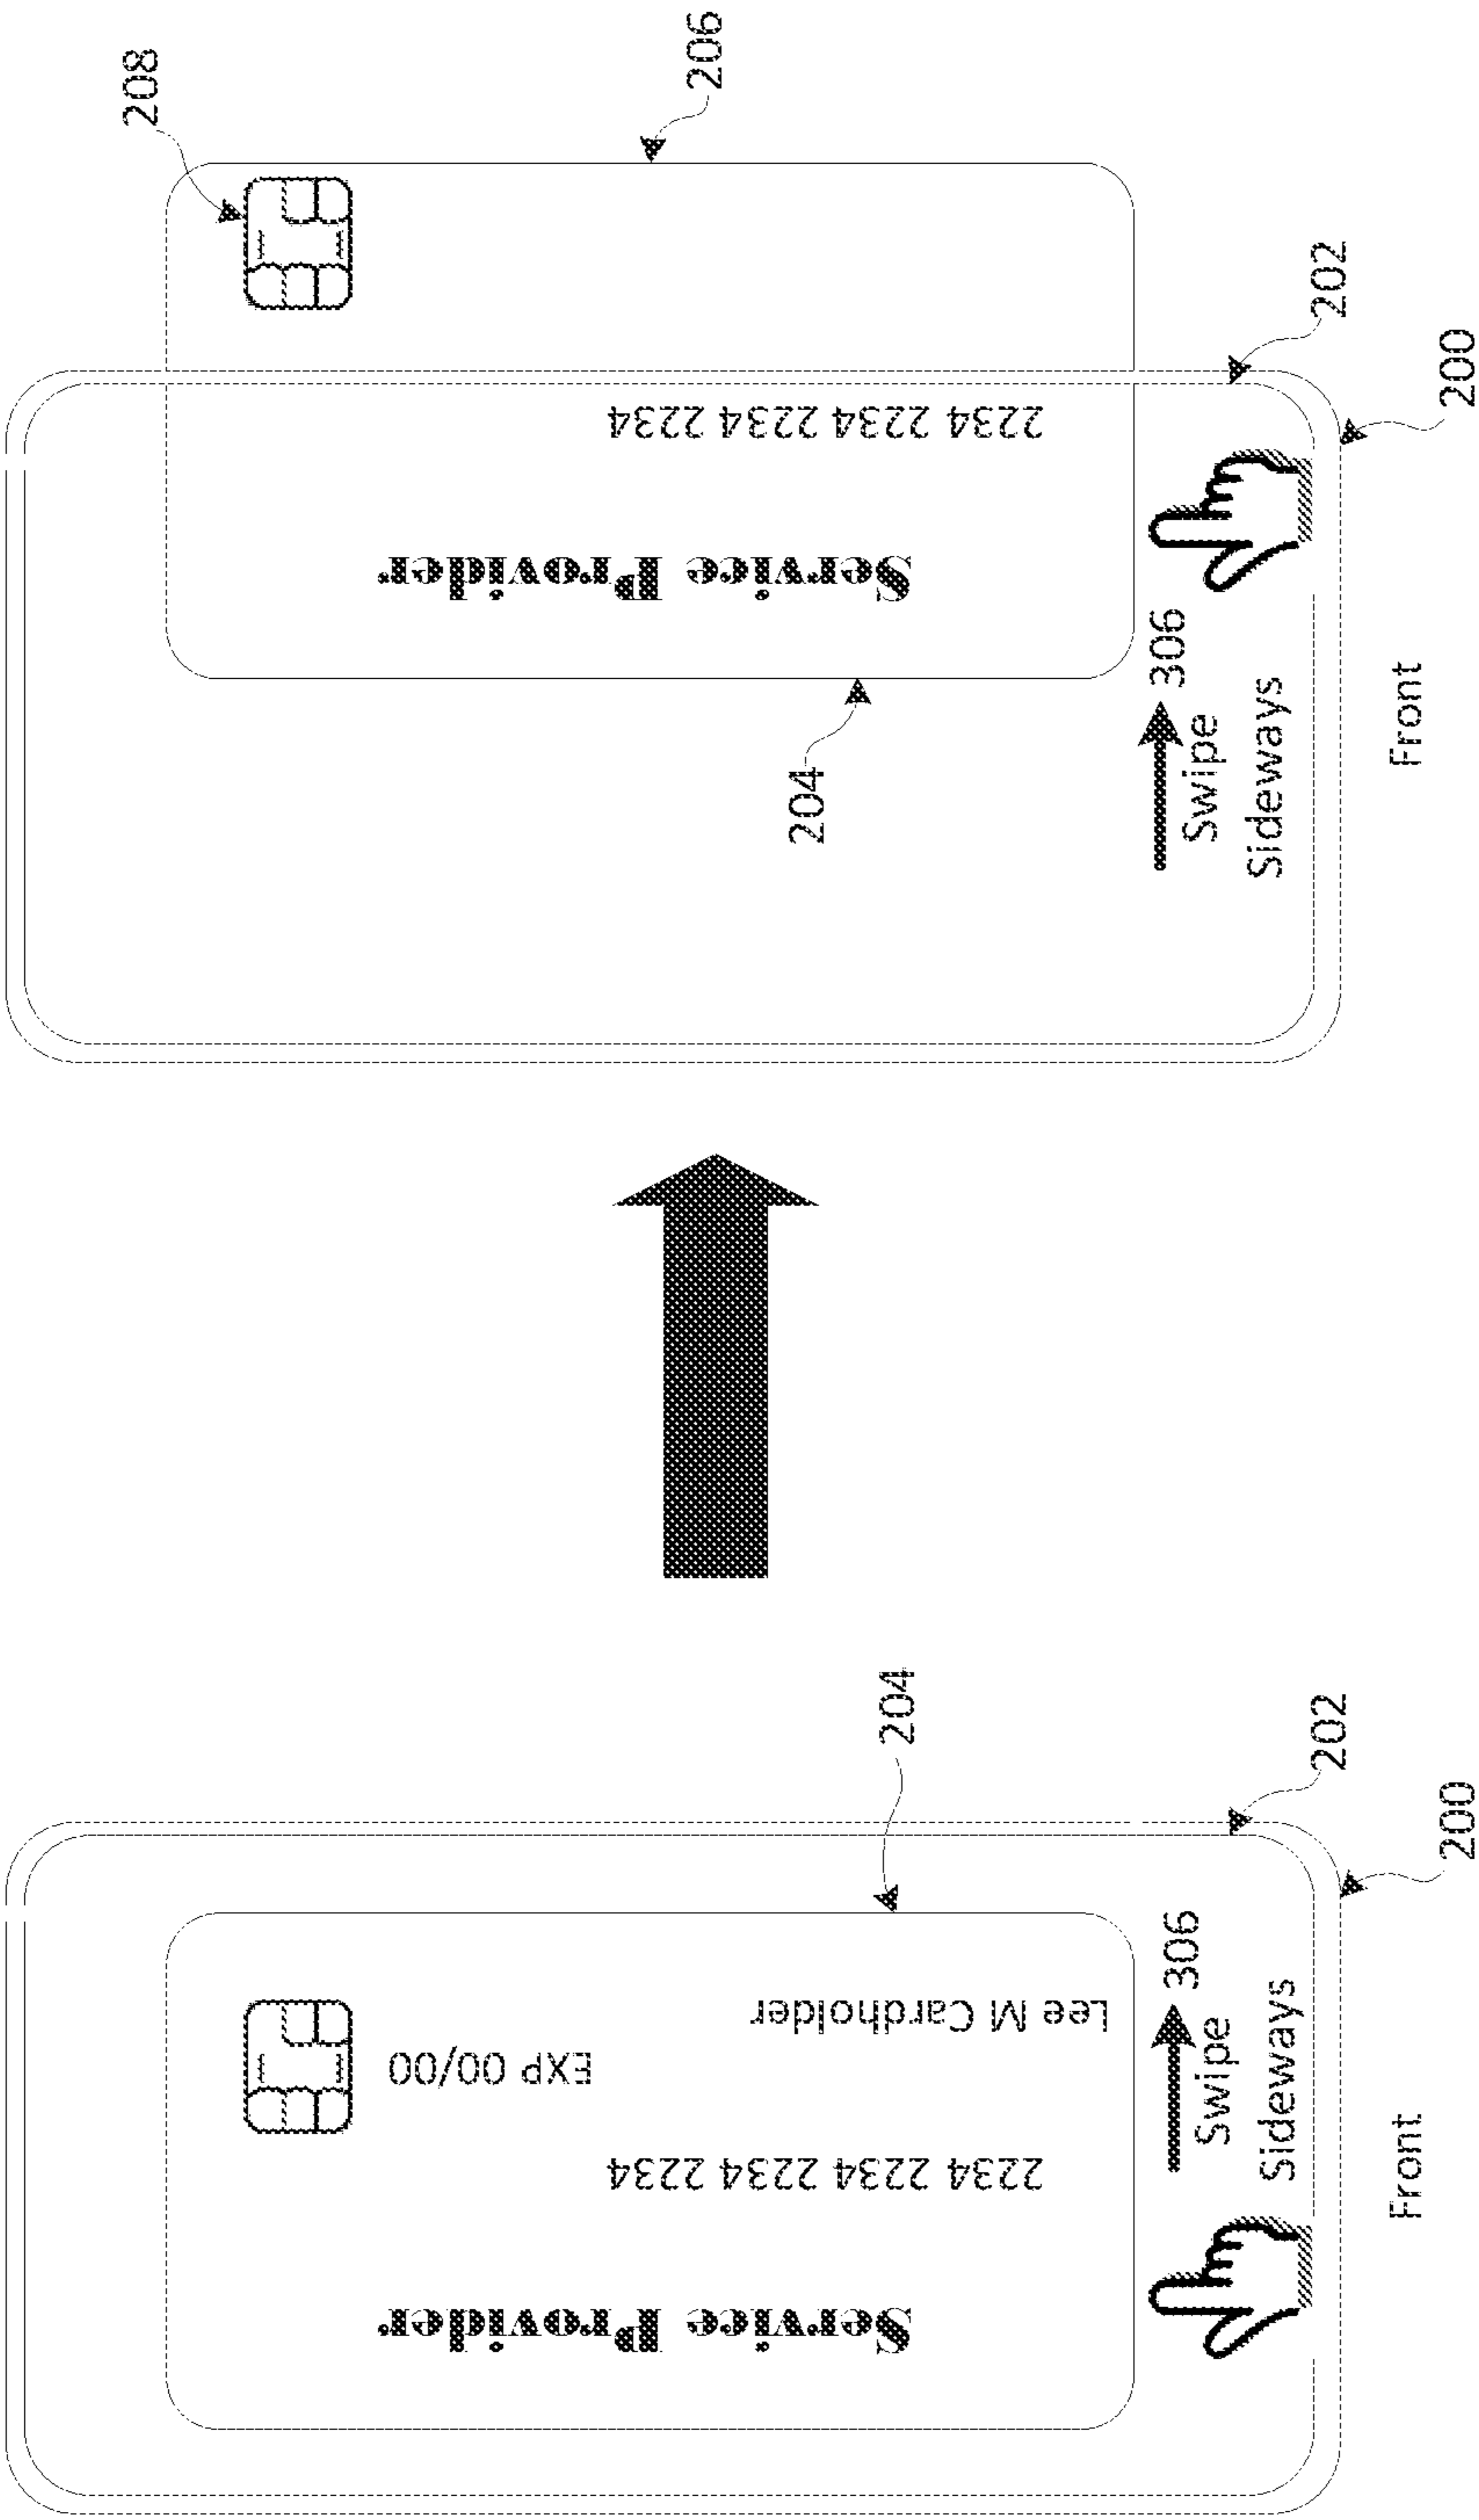 204
Service Provider
2234 2234 2234 2234
EXP 00/00
Lee M Cardholder
306
Swipe
Sideways
202
200
Front
208
206
204
Service Provider
2234 2234 2234 2234
306
Swipe
Sideways
202
200
Front